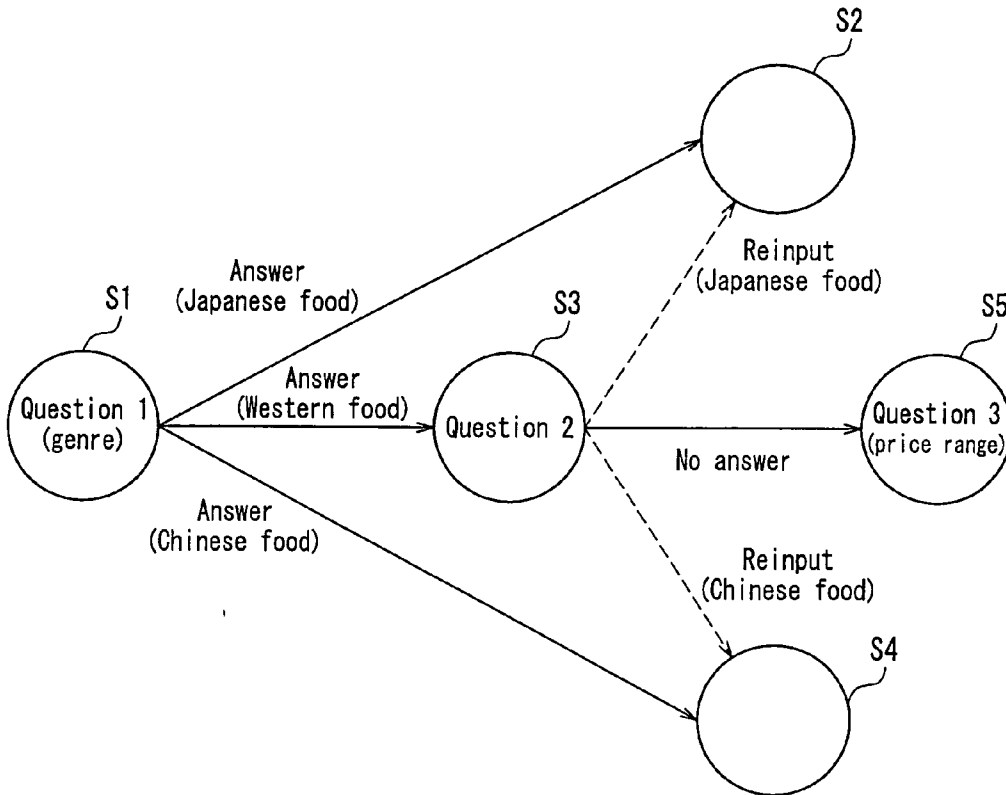 S2
Reinput
(Japanese food)
Answer
(Japanese food)
S1
S3
S5
Question 1
(genre)
Answer
(Western food)
Question 2
No answer
Question 3
(price range)
Answer
(Chinese food)
Reinput
(Chinese food)
S4